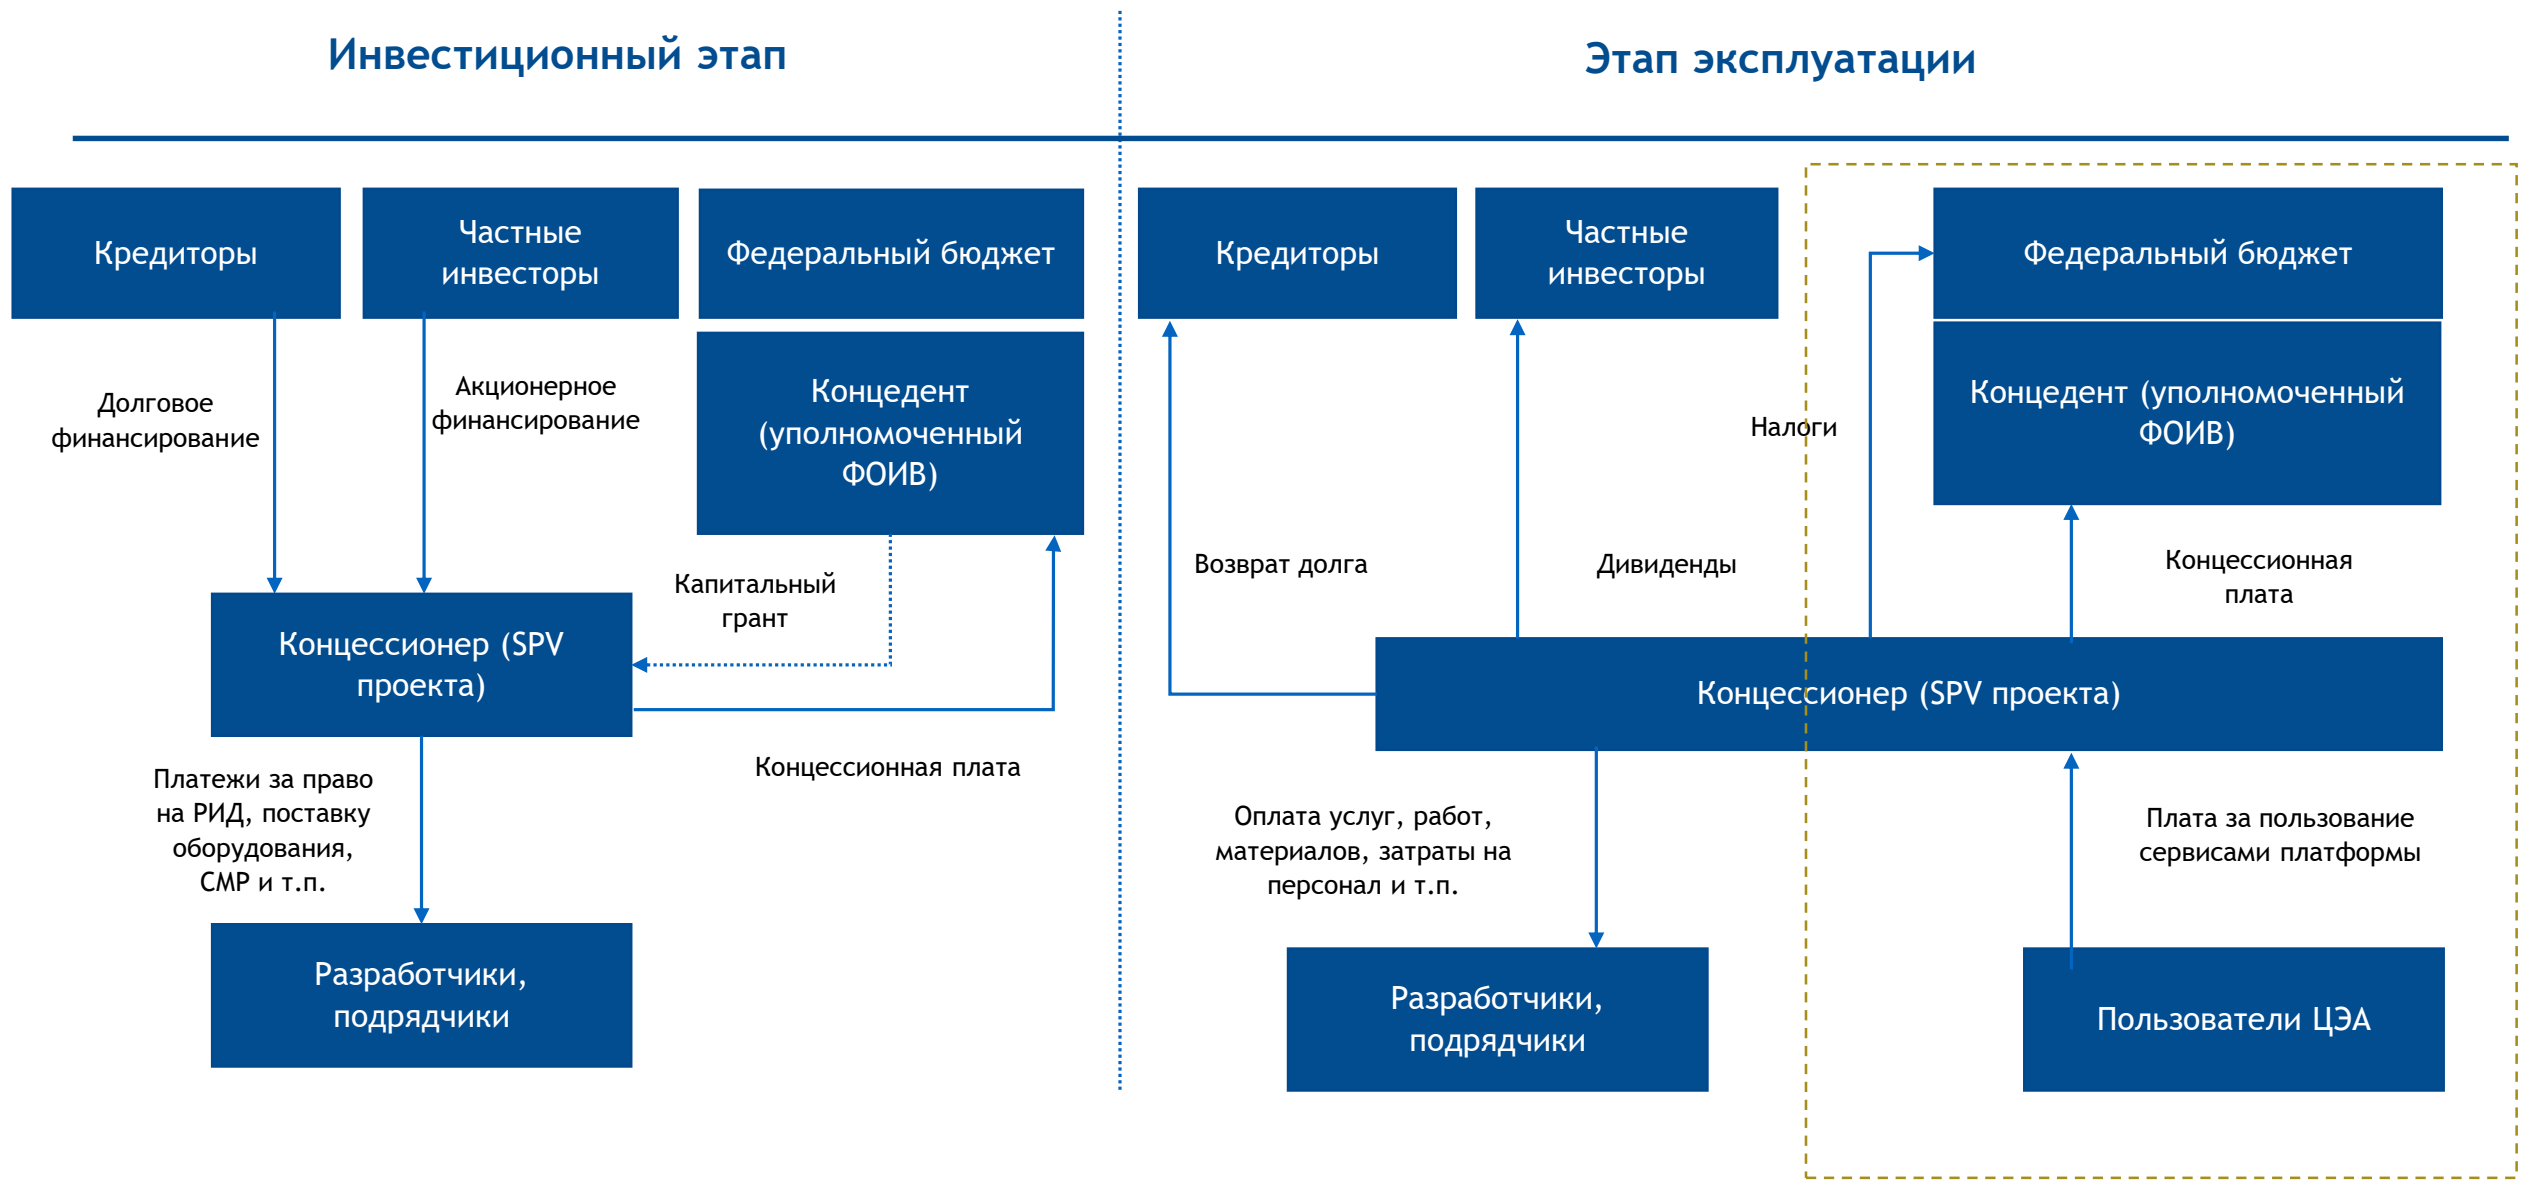 Инвестиционный этап
Этап эксплуатации
Кредиторы
Частные
инвесторы
Федеральный бюджет
Концедент
(уполномоченный
ФОИВ)
Долговое
финансирование
Акционерное
финансирование
Капитальный
грант
Концессионер (SPV
проекта)
Концессионная плата
Платежи за право
на РИД, поставку
оборудования,
СМР и т.п.
Разработчики,
подрядчики
Кредиторы
Частные
инвесторы
Федеральный бюджет
Концедент (уполномоченный
ФОИВ)
Налоги
Возврат долга
Дивиденды
Концессионная
плата
Концессионер (SPV проекта)
Оплата услуг, работ,
материалов, затраты на
персонал и т.п.
Плата за пользование
сервисами платформы
Разработчики,
подрядчики
Пользователи ЦЭА